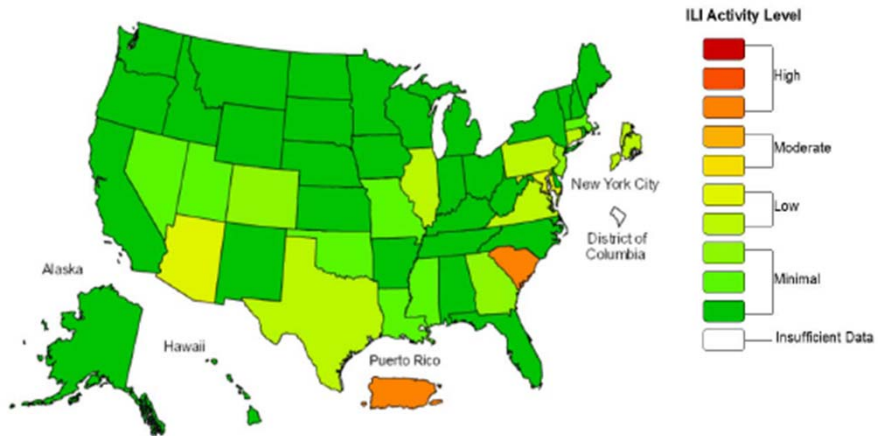 ILI Activity Level
High
Moderate
Low
Minimal
Insufficient Data
New York City
District of
Columbia
Alaska
Hawaii
Puerto Rico